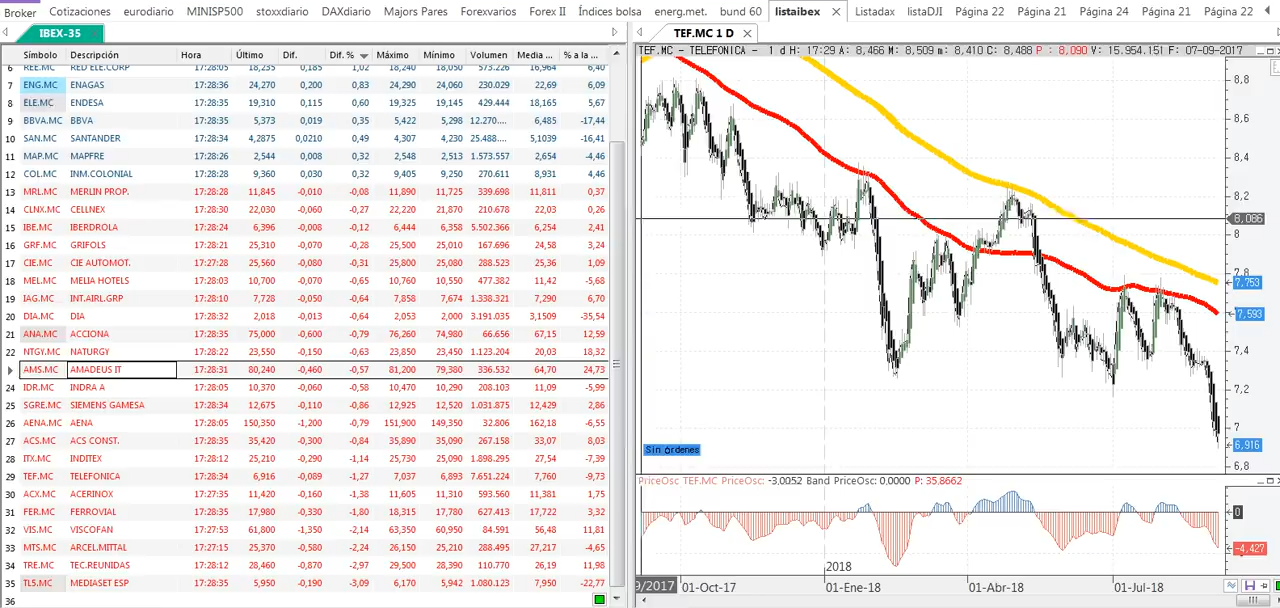 Broker Cotizaciones eurodiario MINISP500 stoxxdiario DAXdiario Majors Pares Forexvarios Forex II Índices bolsa energ.met. bund 60 listaibex Listadax listaDJI Página 22 Página 21 Página 24 Página 21 Página 22
IBEX-35
Símbolo Descripción Hora Último Dif. Dif. % Máximo Mínimo Volumen Media ... % a la ...
6 REE.MC RED ELE.CORP 17:28:05 18,235 0,185 1,02 18,240 18,050 573.226 16,964 6,40
7 ENG.MC ENAGAS 17:28:36 24,270 0,200 0,83 24,290 24,060 230.029 22,69 6,09
8 ELE.MC ENDESA 17:28:35 19,310 0,115 0,60 19,325 19,145 429.444 18,165 5,67
9 BBVA.MC BBVA 17:28:35 5,373 0,019 0,35 5,422 5,298 12.270.... 6,485 -17,44
10 SAN.MC SANTANDER 17:28:34 4,2875 0,0210 0,49 4,307 4,230 25.488.... 5,1039 -16,41
11 MAP.MC MAPFRE 17:28:26 2,544 0,008 0,32 2,548 2,513 1.573.557 2,654 -4,46
12 COL.MC INM.COLONIAL 17:28:28 9,360 0,030 0,32 9,405 9,250 270.611 8,931 4,46
13 MRL.MC MERLIN PROP. 17:28:28 11,845 -0,010 -0,08 11,890 11,725 339.698 11,811 0,37
14 CLNX.MC CELLNEX 17:28:30 22,030 -0,060 -0,27 22,220 21,870 210.678 22,03 0,26
15 IBE.MC IBERDROLA 17:28:24 6,396 -0,008 -0,12 6,444 6,358 5.502.366 6,254 2,41
16 GRF.MC GRIFOLS 17:28:21 25,310 -0,070 -0,28 25,500 25,010 167.696 24,58 3,24
17 CIE.MC CIE AUTOMOT. 17:27:28 25,560 -0,080 -0,31 25,800 25,080 288.523 25,36 1,09
18 MEL.MC MELIA HOTELS 17:28:03 10,700 -0,070 -0,65 10,760 10,550 477.382 11,42 -5,68
19 IAG.MC INT.AIRL.GRP 17:28:10 7,728 -0,050 -0,64 7,858 7,674 1.338.321 7,290 6,70
20 DIA.MC DIA 17:28:32 2,018 -0,013 -0,64 2,053 2,000 3.191.035 3,1509 -35,54
21 ANA.MC ACCIONA 17:28:35 75,000 -0,600 -0,79 76,260 74,980 66.656 67,15 12,59
22 NTGY.MC NATURGY 17:28:22 23,550 -0,150 -0,63 23,850 23,450 1.123.204 20,03 18,32
AMS.MC AMADEUS IT 17:28:31 80,240 -0,460 -0,57 81,200 79,380 336.532 64,70 24,73
24 IDR.MC INDRA A 17:28:34 10,370 -0,060 -0,58 10,470 10,290 208.103 11,09 -5,99
25 SGRE.MC SIEMENS GAMESA 17:28:34 12,675 -0,110 -0,86 12,925 12,520 1.031.875 12,429 2,86
26 AENA.MC AENA 17:28:05 150,350 -1,200 -0,79 151,900 149,350 32.806 162,18 -6,55
27 ACS.MC ACS CONST. 17:28:35 35,420 -0,300 -0,84 35,890 35,090 267.158 33,07 8,03
28 ITX.MC INDITEX 17:28:12 25,210 -0,290 -1,14 25,730 25,090 1.898.295 27,54 -7,39
29 TEF.MC TELEFONICA 17:28:34 6,916 -0,089 -1,27 7,037 6,893 7.651.224 7,760 -9,73
30 ACX.MC ACERINOX 17:27:35 11,420 -0,160 -1,38 11,605 11,310 593.560 11,381 1,75
31 FER.MC FERROVIAL 17:28:35 17,980 -0,330 -1,80 18,315 17,780 627.413 17,722 3,32
32 VIS.MC VISCOFAN 17:27:53 61,800 -1,350 -2,14 63,350 60,950 84.591 56,48 11,81
33 MTS.MC ARCEL.MITTAL 17:27:15 25,370 -0,580 -2,24 26,150 25,210 288.495 27,217 -4,65
34 TRE.MC TEC.REUNIDAS 17:28:12 28,460 -0,870 -2,97 29,500 28,390 110.770 26,19 11,98
35 TL5.MC MEDIASET ESP 17:28:35 5,950 -0,190 -3,09 6,170 5,942 1.080.123 7,950 -22,77
36
TEF.MC 1 D
TEF.MC - TELEFONICA - 1 d H: 17:29 A: 8,466 M: 8,509 m: 8,410 C: 8,488 P : 8,090 V: 15.954.151 F: 07-09-2017
8,8
8,6
8,4
8,2
8,086
8
7,8
7,753
7,593
7,4
7,2
7
6,916
6,8
Sin órdenes
PriceOsc TEF.MC PriceOsc: -3,0052 Band PriceOsc: 0,0000 P: 35,8662
0
-4,427
2018
9/2017 01-Oct-17 01-Ene-18 01-Abr-18 01-Jul-18